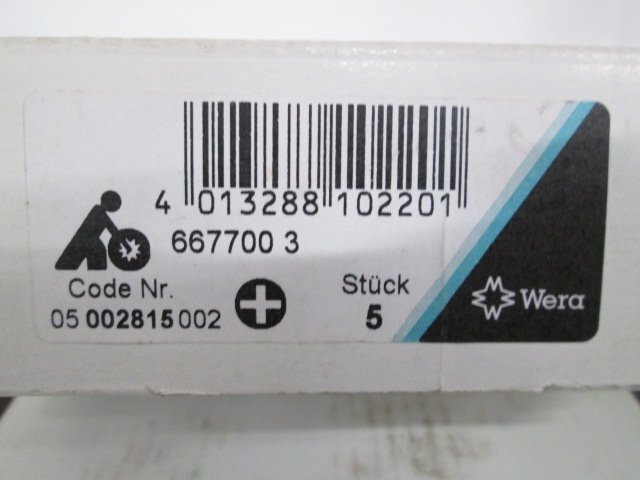 4 013288 102201
667700 3
Code Nr.
05 002815 002
Stück
5
Wera